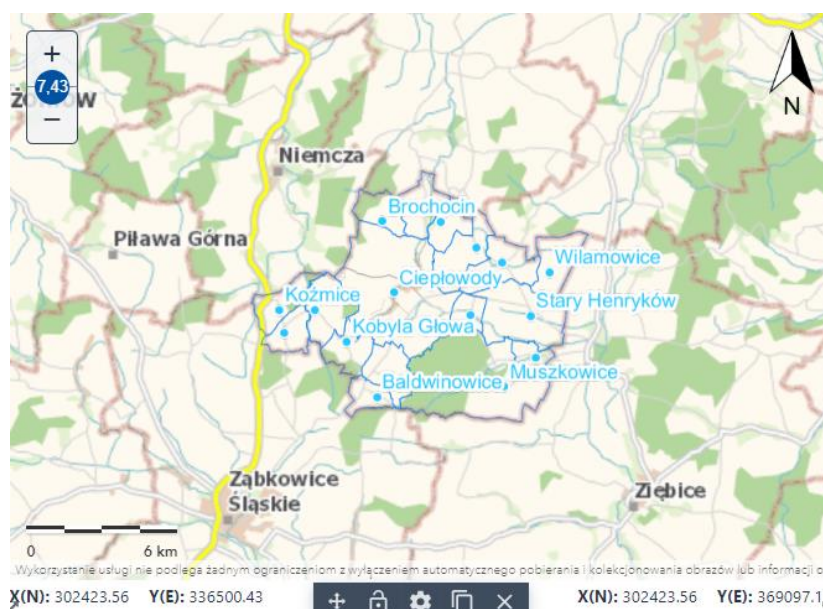 +
7,43
−
N
Niemcza
Brochocin
Piława Górna
Wilamowice
Ciepłowody
Koźmice
Stary Henryków
Kobyla Głowa
Muszkowice
Baldwinowice
Ząbkowice
Śląskie
Ziębice
0 6 km
Wykorzystanie usługi nie podlega żadnym ograniczeniom z wyłączeniem automatycznego pobierania i kolekcjonowania obrazów lub informacji o
X(N): 302423.56 Y(E): 336500.43 X(N): 302423.56 Y(E): 369097.1